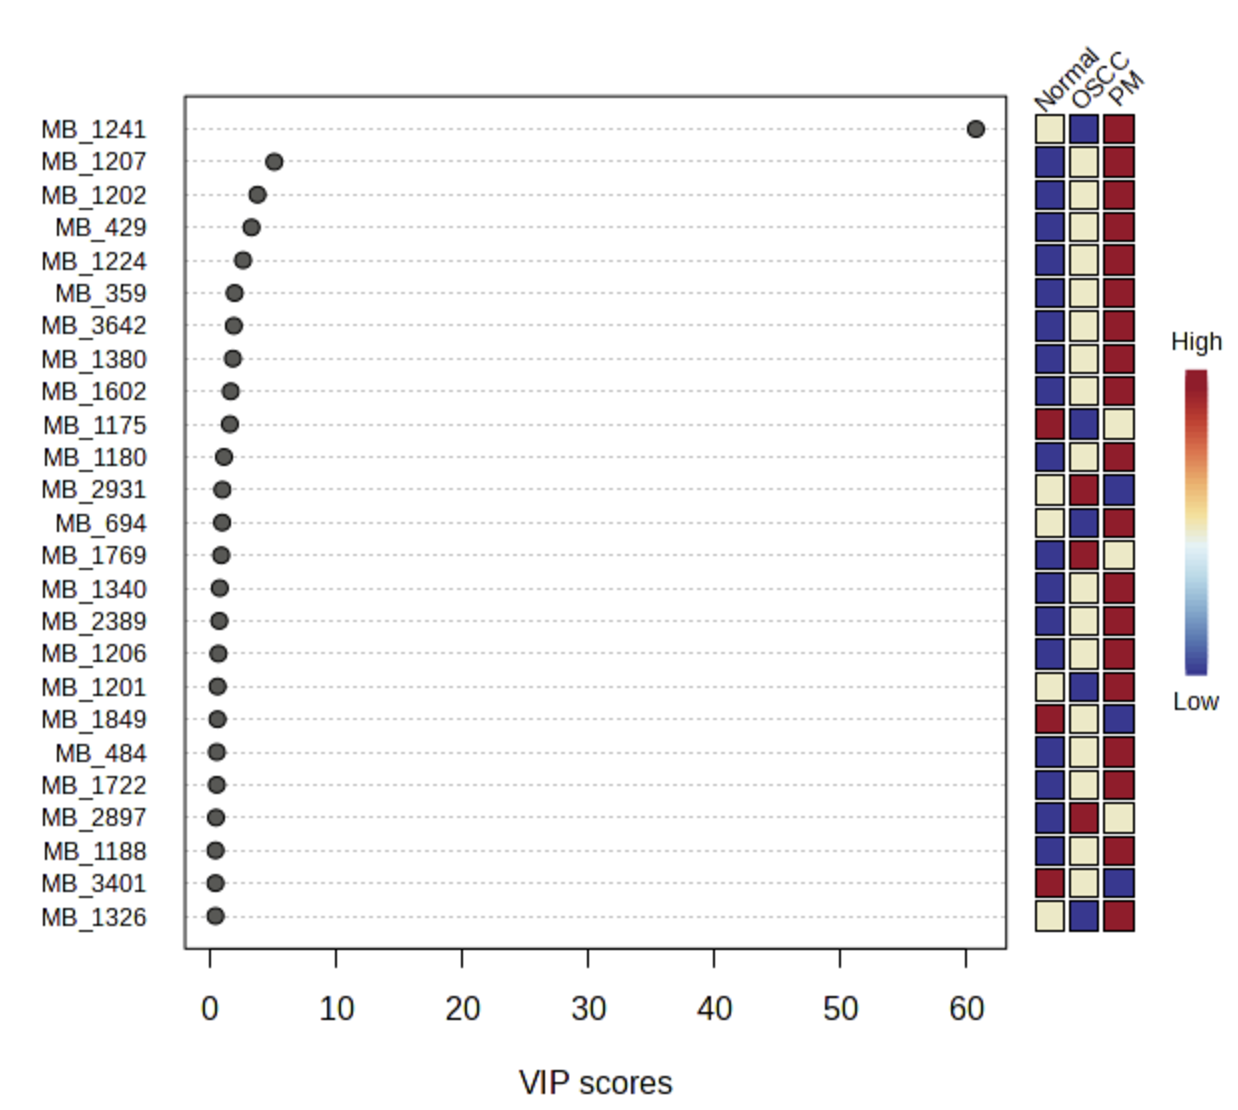 Normal
OSCC
PM
MB_1241
MB_1207
MB_1202
MB_429
MB_1224
MB_359
MB_3642
MB_1380
MB_1602
MB_1175
MB_1180
MB_2931
MB_694
MB_1769
MB_1340
MB_2389
MB_1206
MB_1201
MB_1849
MB_484
MB_1722
MB_2897
MB_1188
MB_3401
MB_1326
High
Low
0 10 20 30 40 50 60
VIP scores